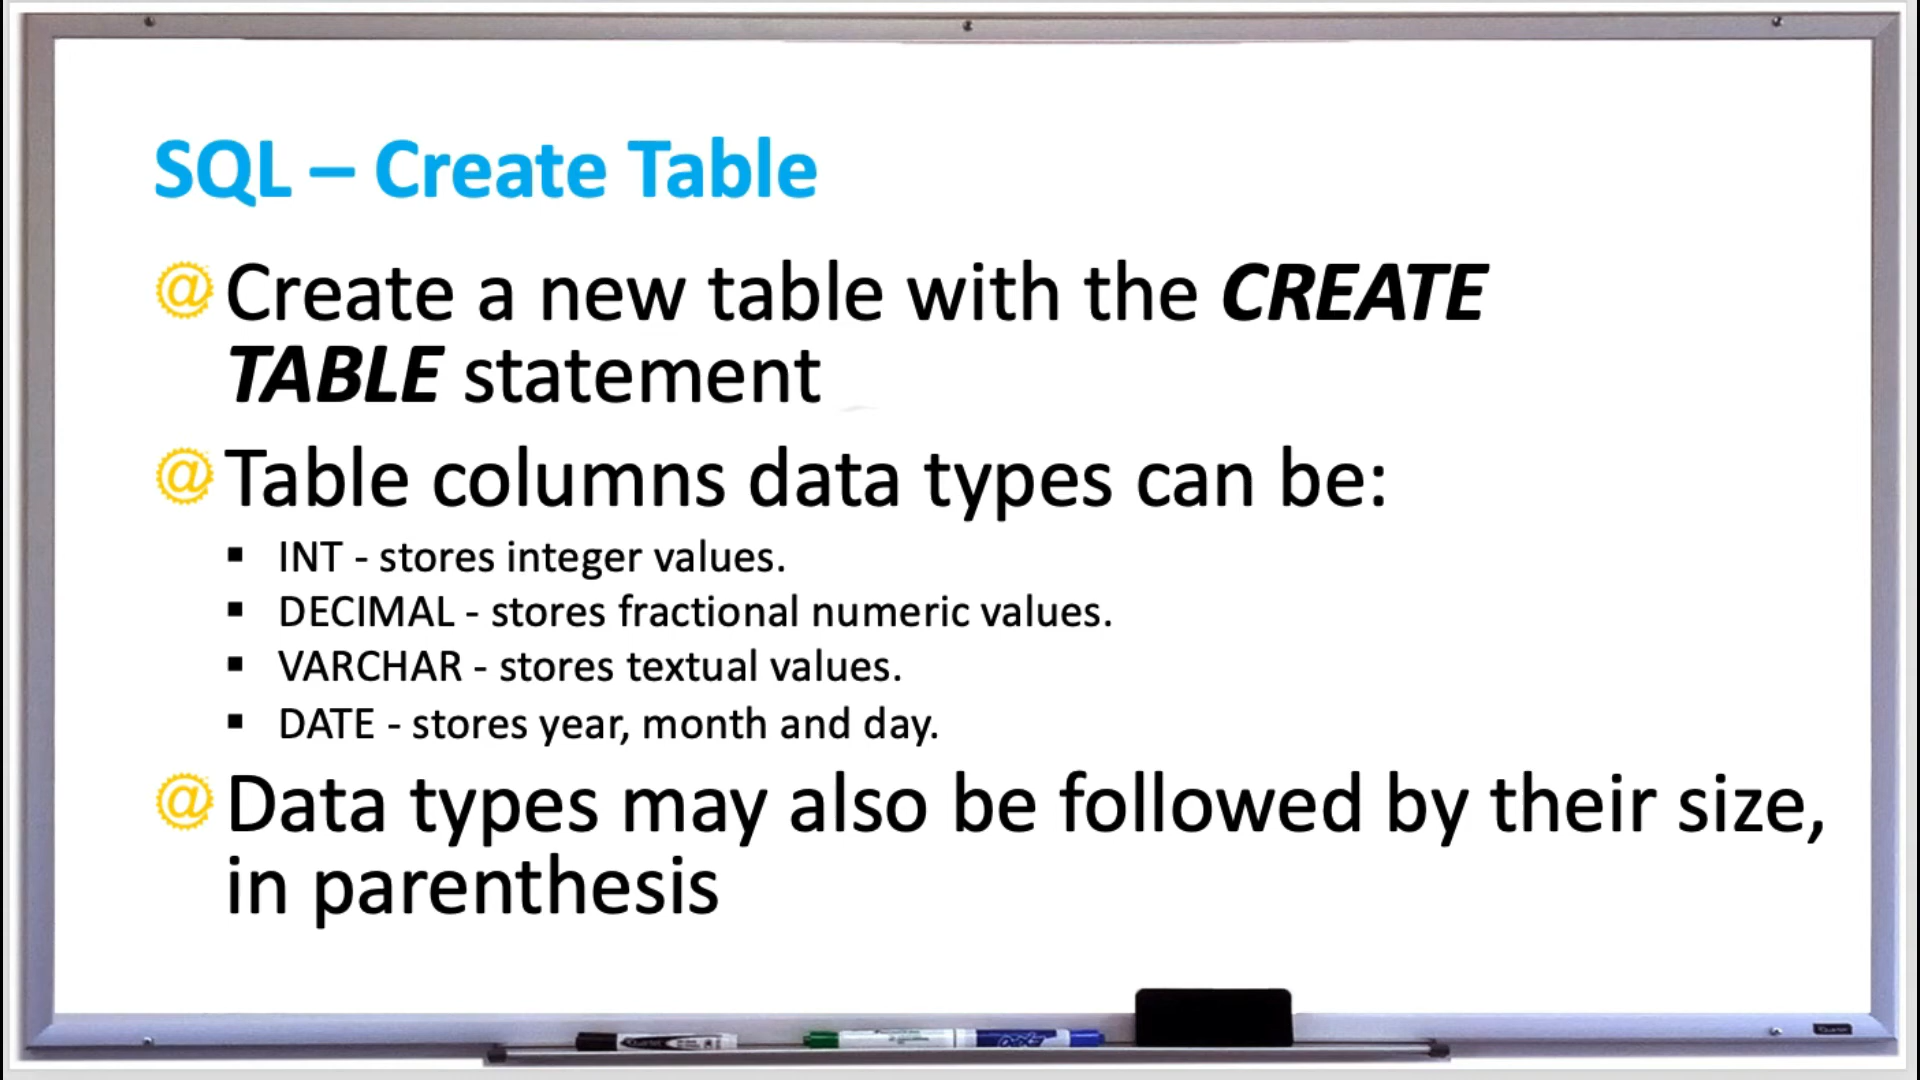 SQL – Create Table
@ Create a new table with the CREATE
TABLE statement
@ Table columns data types can be:
▪ INT - stores integer values.
▪ DECIMAL - stores fractional numeric values.
▪ VARCHAR - stores textual values.
▪ DATE - stores year, month and day.
@ Data types may also be followed by their size,
in parenthesis